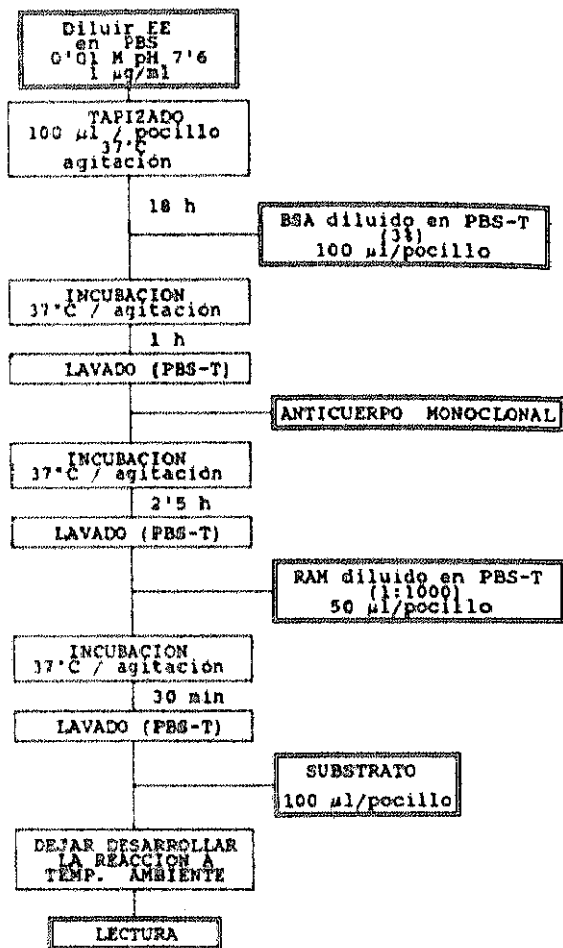 Diluir EE
en PBS
0'01 M pH 7'6
1 µg/ml
TAPIZADO
100 µl / pocillo
37°C
agitación
18 h
BSA diluido en PBS-T
(3%)
100 µl/pocillo
INCUBACION
37°C / agitación
1 h
LAVADO (PBS-T)
ANTICUERPO MONOCLONAL
INCUBACION
37°C / agitación
2'5 h
LAVADO (PBS-T)
RAM diluido en PBS-T
(1:1000)
50 µl/pocillo
INCUBACION
37°C / agitación
30 min
LAVADO (PBS-T)
SUBSTRATO
100 µl/pocillo
DEJAR DESARROLLAR
LA REACCION A
TEMP. AMBIENTE
LECTURA